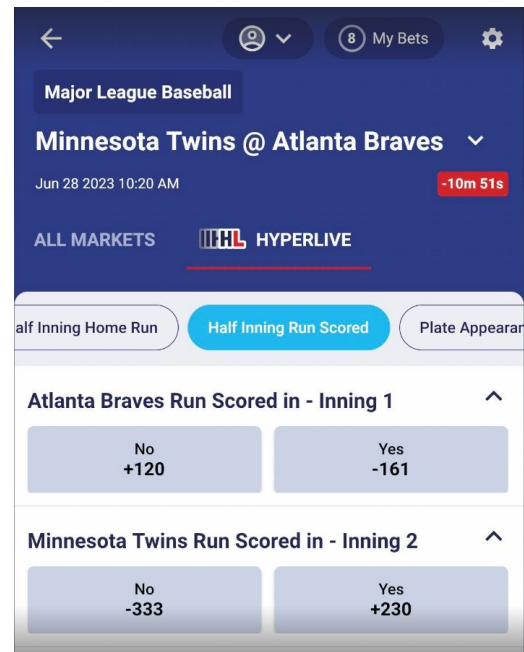 8 My Bets
Major League Baseball
Minnesota Twins @ Atlanta Braves
Jun 28 2023 10:20 AM
-10m 51s
ALL MARKETS HL HYPERLIVE
alf Inning Home Run Half Inning Run Scored Plate Appearar
Atlanta Braves Run Scored in - Inning 1
No Yes
+120 -161
Minnesota Twins Run Scored in - Inning 2
No Yes
-333 +230